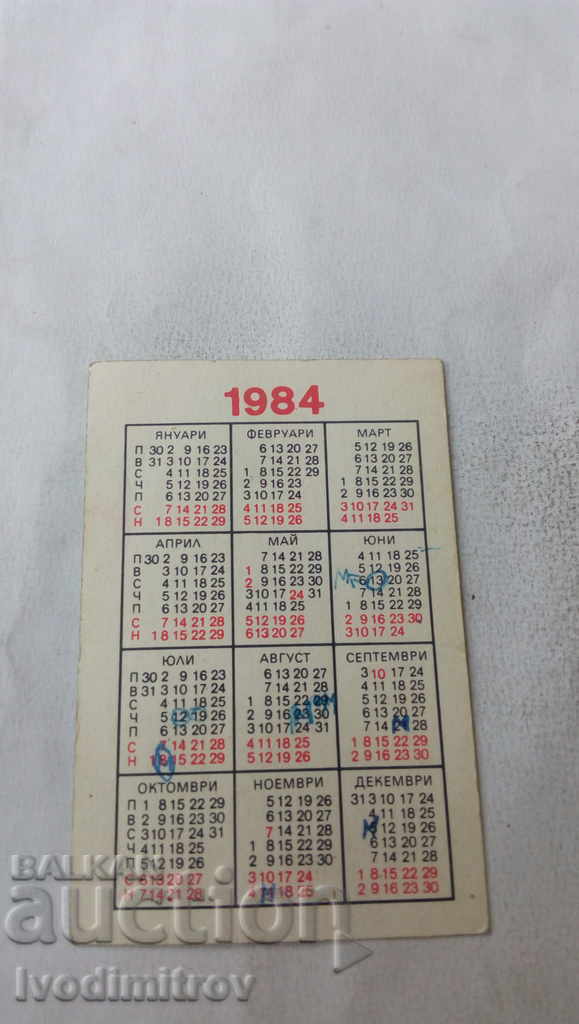 1984
ЯНУАРИ ФЕВРУАРИ МАРТ
П 30 2 9 16 23 6 13 20 27 5 12 19 26
В 31 3 10 17 24 7 14 21 28 6 13 20 27
С 4 11 18 25 1 8 15 22 29 7 14 21 28
Ч 5 12 19 26 2 9 16 23 1 8 15 22 29
П 6 13 20 27 3 10 17 24 2 9 16 23 30
С 7 14 21 28 4 11 18 25 3 10 17 24 31
Н 1 8 15 22 29 5 12 19 26 4 11 18 25
АПРИЛ МАЙ ЮНИ
П 30 2 9 16 23 7 14 21 28 4 11 18 25
В 3 10 17 24 1 8 15 22 29 5 12 19 26
С 4 11 18 25 2 9 16 23 30 6 13 20 27
Ч 5 12 19 26 3 10 17 24 31 7 14 21 28
П 6 13 20 27 4 11 18 25 1 8 15 22 29
С 7 14 21 28 5 12 19 26 2 9 16 23 30
Н 1 8 15 22 29 6 13 20 27 3 10 17 24
ЮЛИ АВГУСТ СЕПТЕМВРИ
П 30 2 9 16 23 6 13 20 27 3 10 17 24
В 31 3 10 17 24 7 14 21 28 4 11 18 25
С 4 11 18 25 1 8 15 22 29 5 12 19 26
Ч 5 12 19 26 2 9 16 23 30 6 13 20 27
П 6 13 20 27 3 10 17 24 31 7 14 21 28
С 7 14 21 28 4 11 18 25 1 8 15 22 29
Н 1 8 15 22 29 5 12 19 26 2 9 16 23 30
ОКТОМВРИ НОЕМВРИ ДЕКЕМВРИ
П 1 8 15 22 29 5 12 19 26 31 3 10 17 24
В 2 9 16 23 30 6 13 20 27 4 11 18 25
С 3 10 17 24 31 7 14 21 28 5 12 19 26
Ч 4 11 18 25 1 8 15 22 29 6 13 20 27
П 5 12 19 26 2 9 16 23 30 7 14 21 28
С 6 13 20 27 3 10 17 24 1 8 15 22 29
Н 7 14 21 28 4 М 18 25 2 9 16 23 30
BALKAN
auction
Ivodimitrov